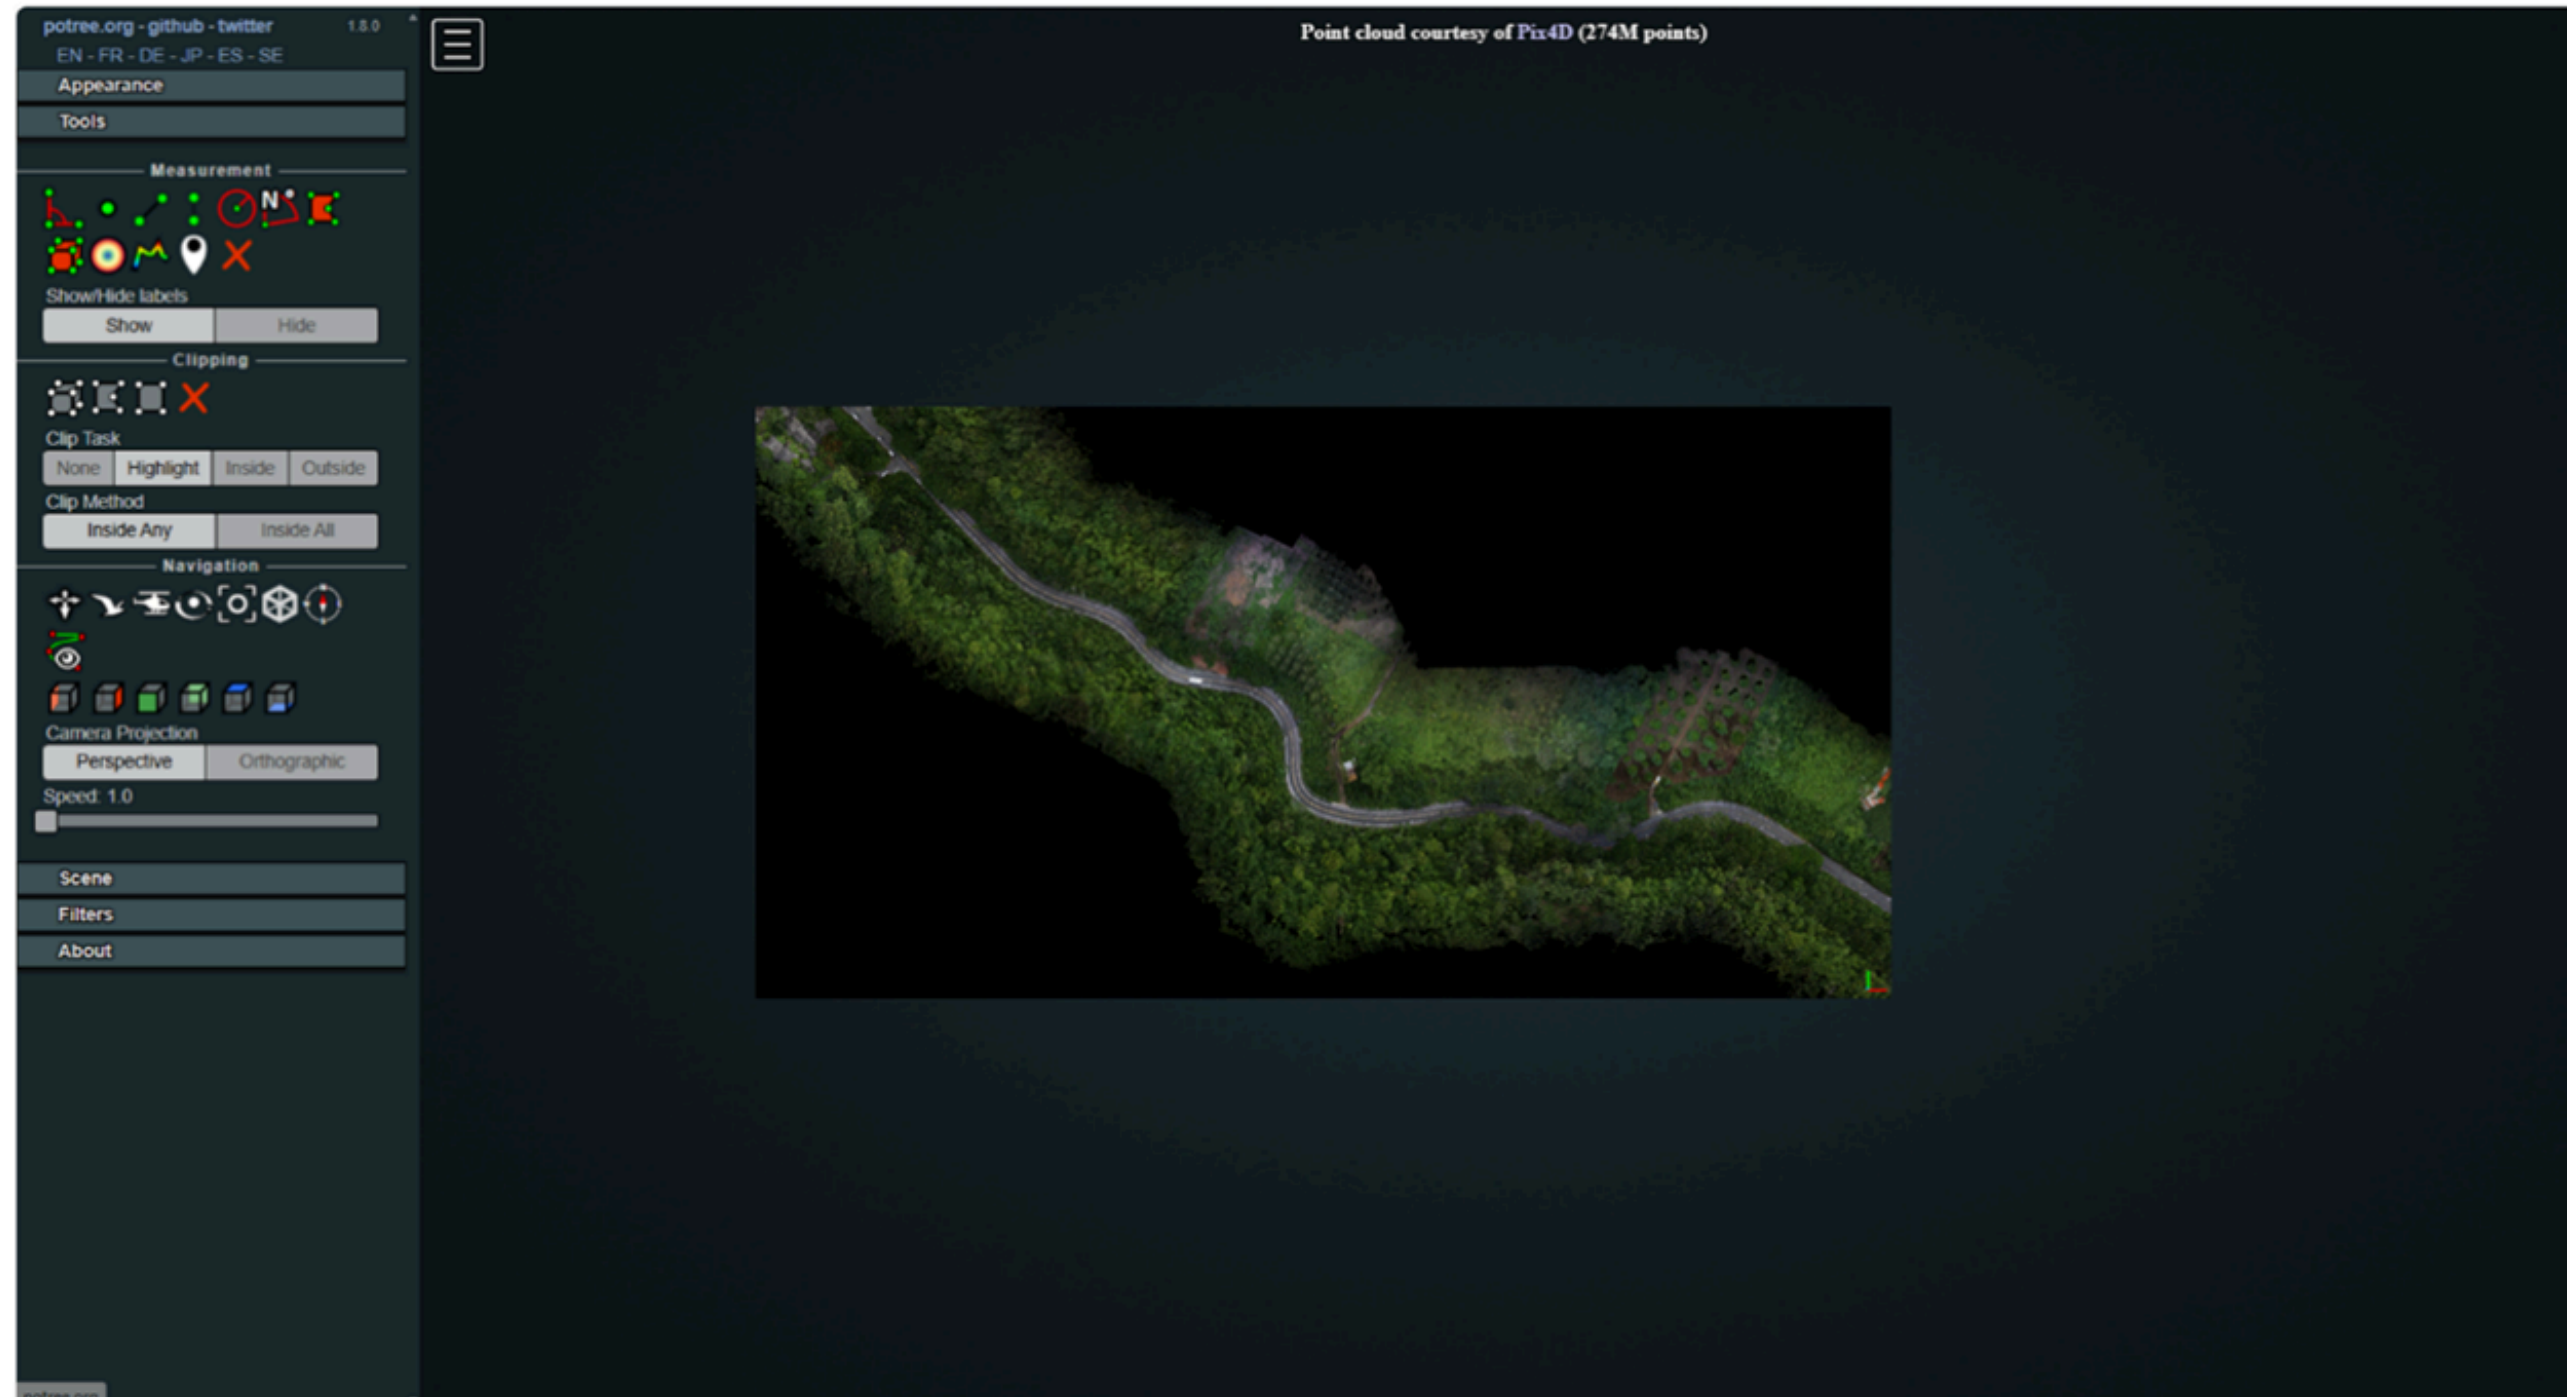 potree.org - github - twitter 1.8.0
EN - FR - DE - JP - ES - SE
Appearance
Tools
Measurement
N
Show/Hide labels
Show Hide
Clipping
Clip Task
None Highlight Inside Outside
Clip Method
Inside Any Inside All
Navigation
Camera Projection
Perspective Orthographic
Speed: 1.0
Scene
Filters
About
Point cloud courtesy of Pix4D (274M points)